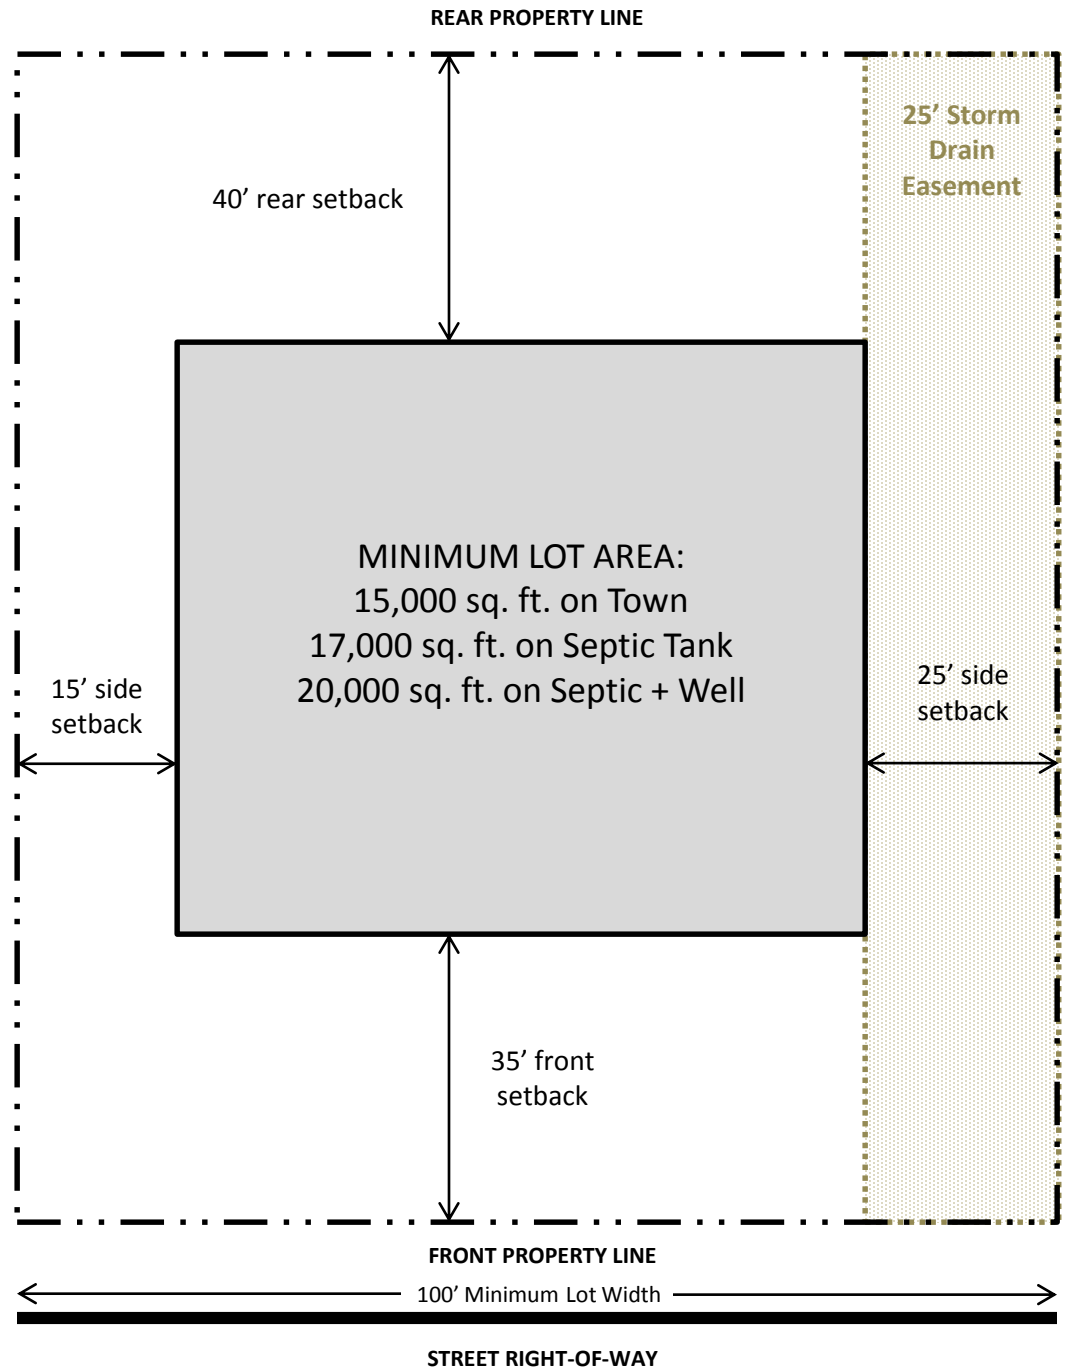 REAR PROPERTY LINE
25’ Storm
Drain
Easement
40’ rear setback
MINIMUM LOT AREA:
15,000 sq. ft. on Town
17,000 sq. ft. on Septic Tank
20,000 sq. ft. on Septic + Well
15’ side
setback
25’ side
setback
35’ front
setback
FRONT PROPERTY LINE
100’ Minimum Lot Width
STREET RIGHT-OF-WAY